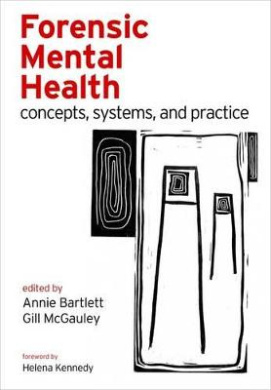 Forensic
Mental
Health
concepts, systems, and practice
edited by
Annie Bartlett
Gill McGauley
foreword by
Helena Kennedy